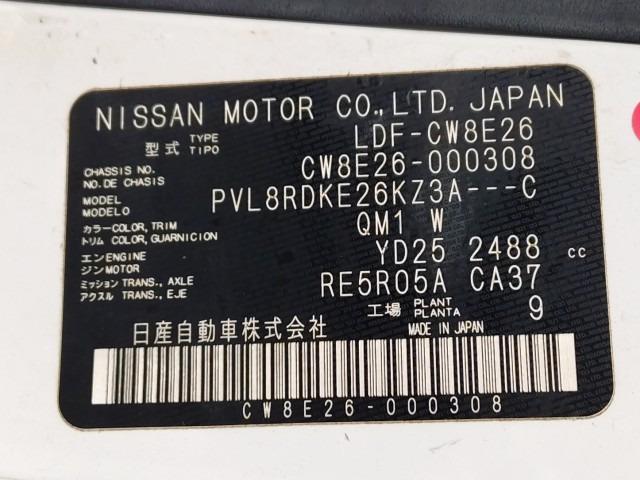 NISSAN MOTOR CO.,LTD. JAPAN
型式 TYPE TIPO LDF-CW8E26
CHASSIS NO. NO. DE CHASIS CW8E26-000308
MODEL MODELO PVL8RDKE26KZ3A---C
カラー COLOR, TRIM
トリム COLOR, GUARNICION QM1 W
エンエンジン ENGINE MOTOR YD25 2488 cc
ミッション TRANS., AXLE
アクスル TRANS., EJE RE5R05A CA37
工場 PLANT PLANTA 9
日産自動車株式会社 MADE IN JAPAN
CW8E26-000308